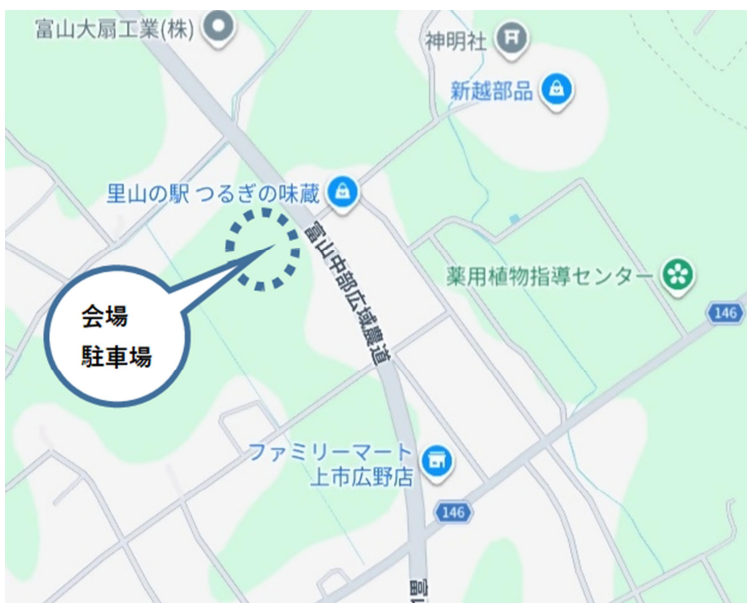 富山大扇工業(株)
神明社
新越部品
里山の駅 つるぎの味蔵
富山中部広域農道
薬用植物指導センター
146
会場
駐車場
ファミリーマート
上市広野店
146
富